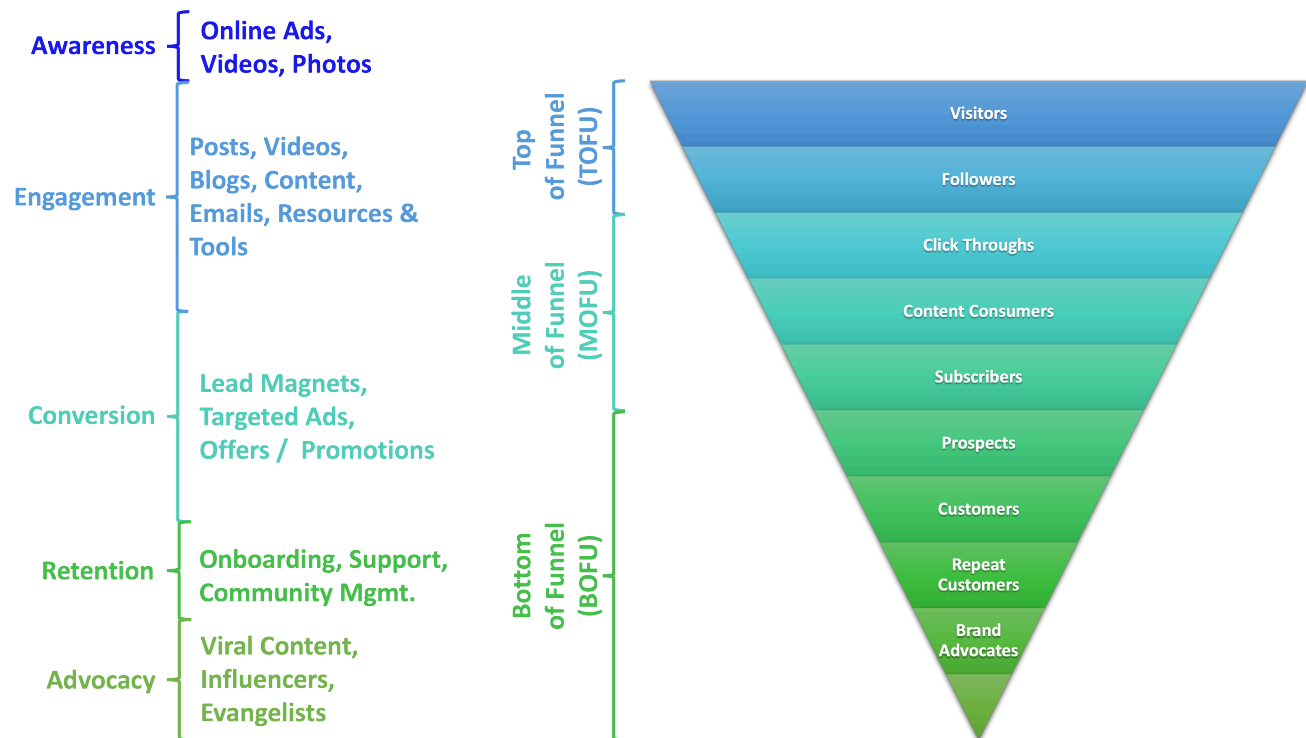 Awareness
Online Ads,
Videos, Photos
Engagement
Posts, Videos,
Blogs, Content,
Emails, Resources &
Tools
Conversion
Lead Magnets,
Targeted Ads,
Offers / Promotions
Retention
Onboarding, Support,
Community Mgmt.
Advocacy
Viral Content,
Influencers,
Evangelists
Top
of Funnel
(TOFU)
Middle
of Funnel
(MOFU)
Bottom
of Funnel
(BOFU)
Visitors
Followers
Click Throughs
Content Consumers
Subscribers
Prospects
Customers
Repeat
Customers
Brand
Advocates